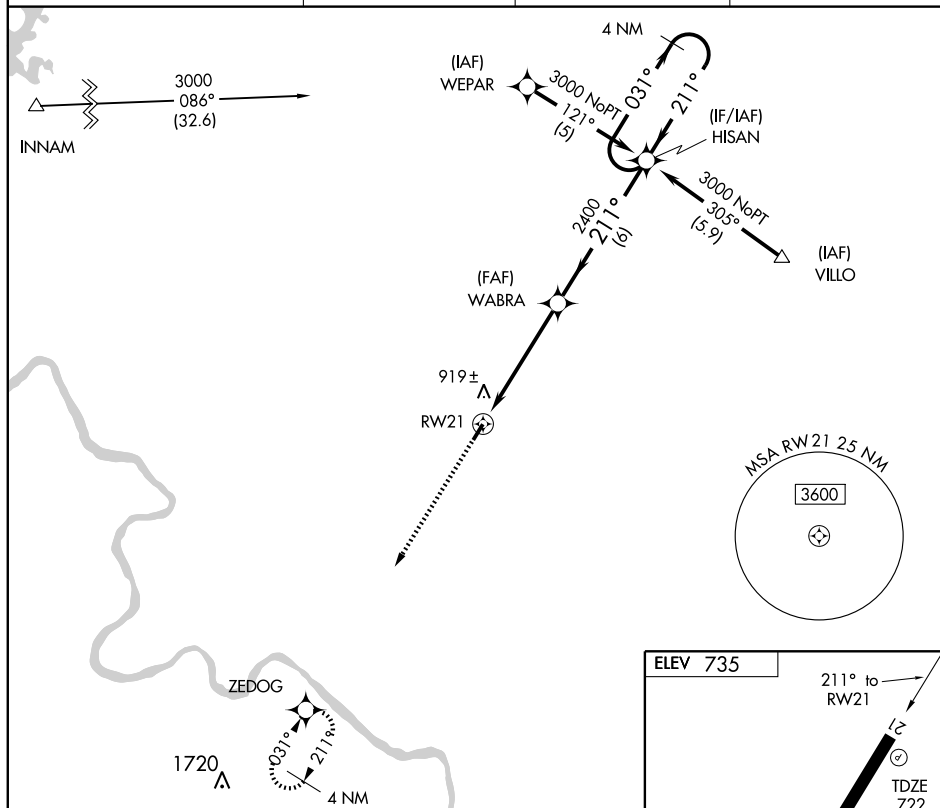 4 NM
031°
211°
(IAF)
WEPAR
3000 NoPT
121°
(5)
(IF/IAF)
HISAN
3000
086°
(32.6)
INNAM
3000 NoPT
305°
(5.9)
(IAF)
VILLO
2400
211°
(6)
(FAF)
WABRA
919±
RW21
MSA RW21 25 NM
3600
ZEDOG
031°
211°
4 NM
1720
ELEV 735
211° to
RW21
21
TDZE
722